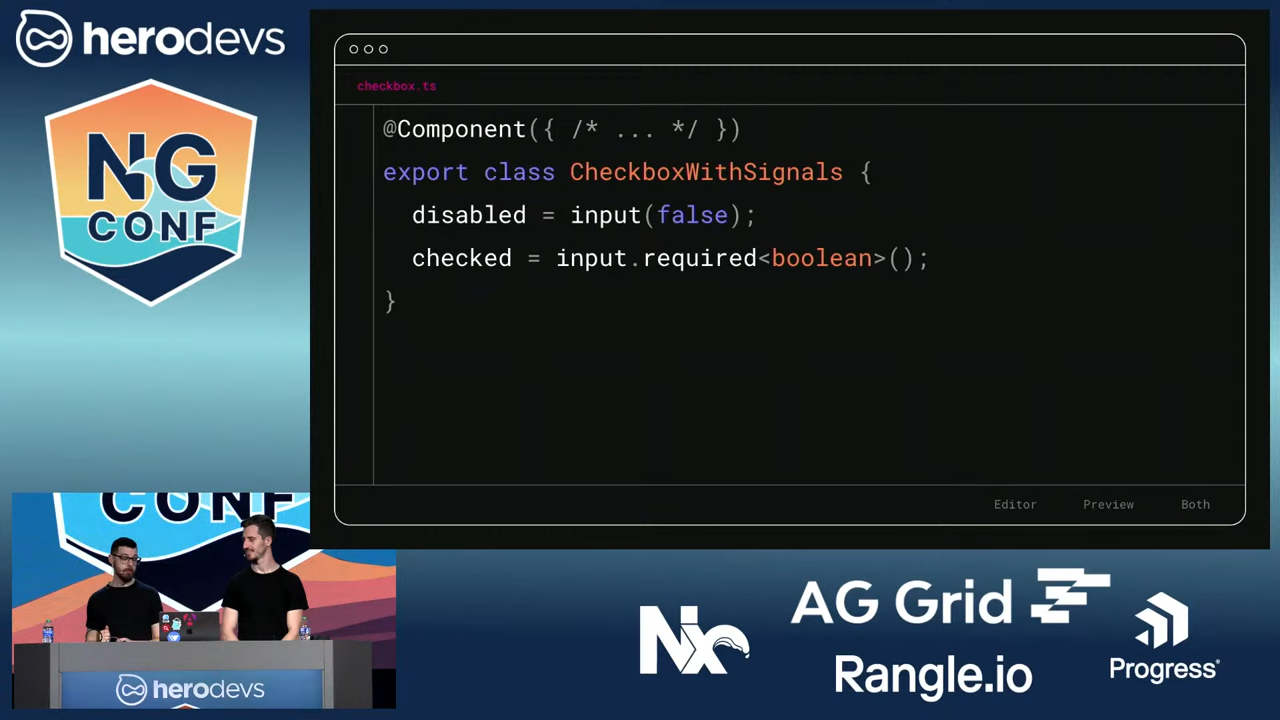 herodevs
NG
CONF
checkbox.ts
@Component({ /* ... */ })
export class CheckboxWithSignals {
disabled = input(false);
checked = input.required<boolean>();
}
Editor Preview Both
CONF
herodevs
Nx
AG Grid
Rangle.io
Progress®